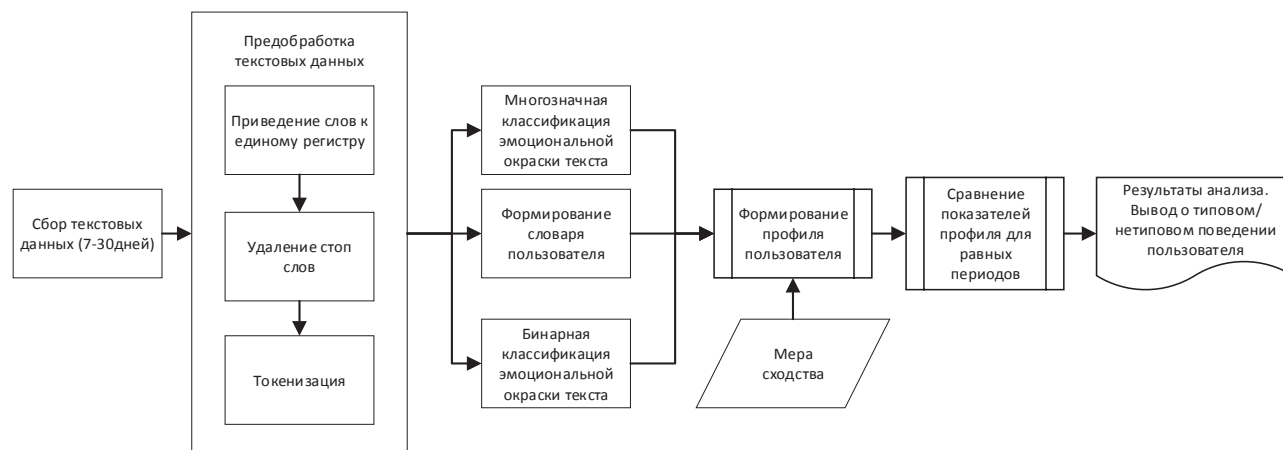 Сбор текстовых
данных (7-30дней)
Предобработка
текстовых данных
Приведение слов к
единому регистру
Удаление стоп
слов
Токенизация
Многозначная
классификация
эмоциональной
окраски текста
Формирование
словаря
пользователя
Бинарная
классификация
эмоциональной
окраски текста
Формирование
профиля
пользователя
Мера
сходства
Сравнение
показателей
профиля для
равных
периодов
Результаты анализа.
Вывод о типовом/
нетиповом поведении
пользователя